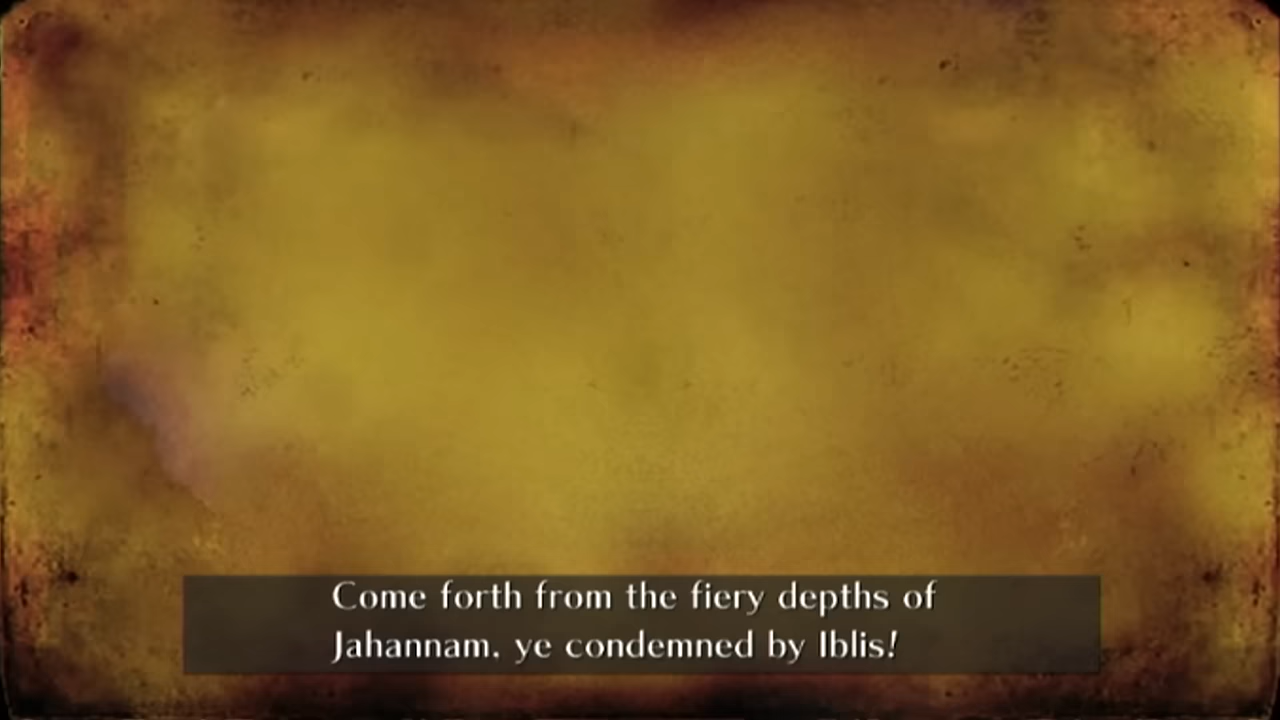 Come forth from the fiery depths of
Jahannam, ye condemned by Iblis!